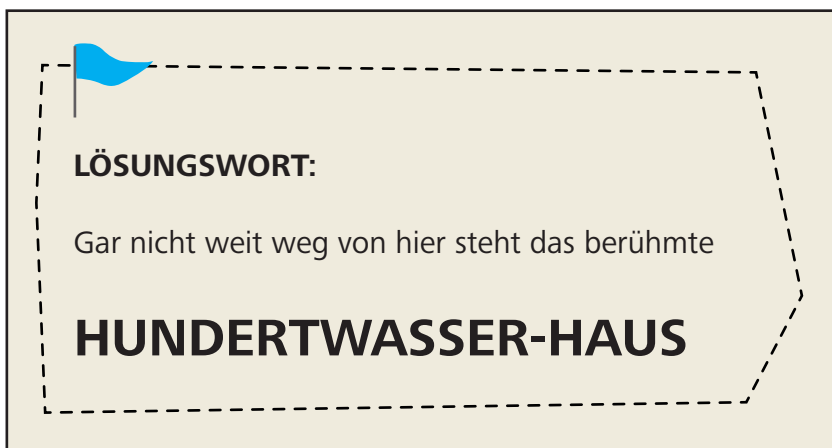 LÖSUNGSWORT:
Gar nicht weit weg von hier steht das berühmte
HUNDERTWASSER-HAUS